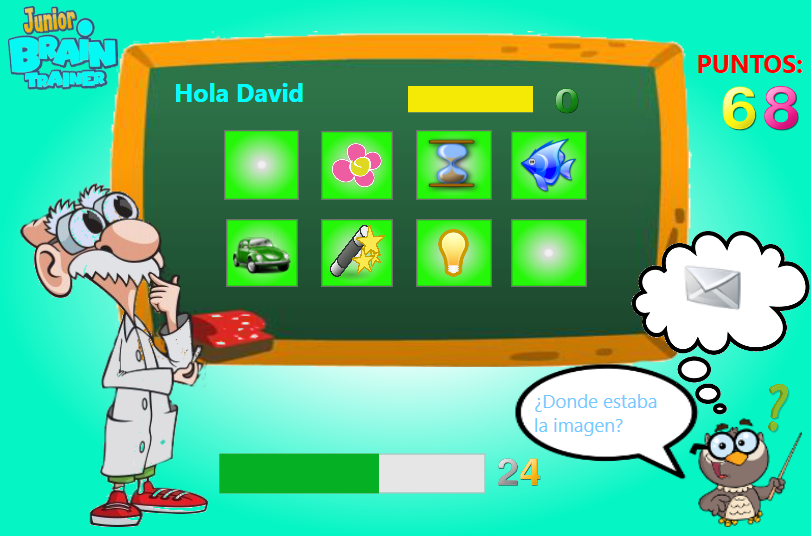 Junior
BRAIN
TRAINER
PUNTOS:
68
Hola David
0
¿Donde estaba
la imagen?
?
24